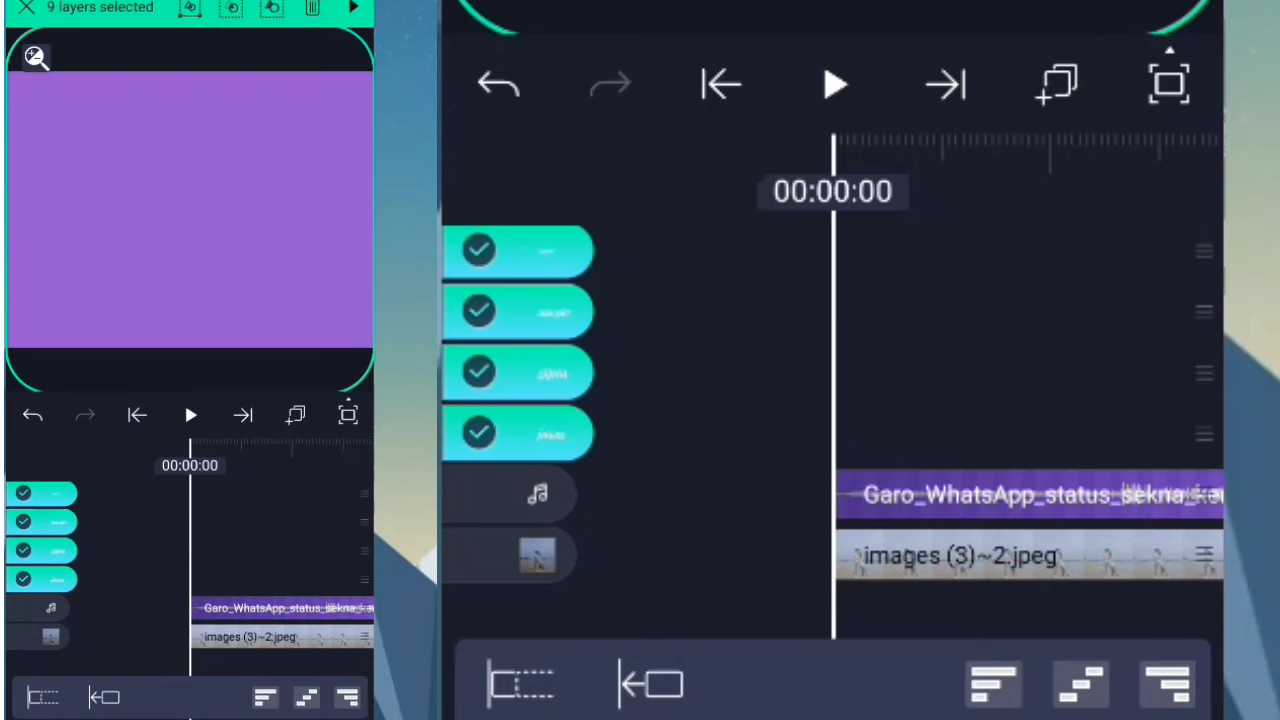 9 layers selected
00:00:00
Garo_WhatsApp_status_sekna_
images (3)~2.jpeg
00:00:00
Garo_WhatsApp_status_sekna_
images (3)~2.jpeg